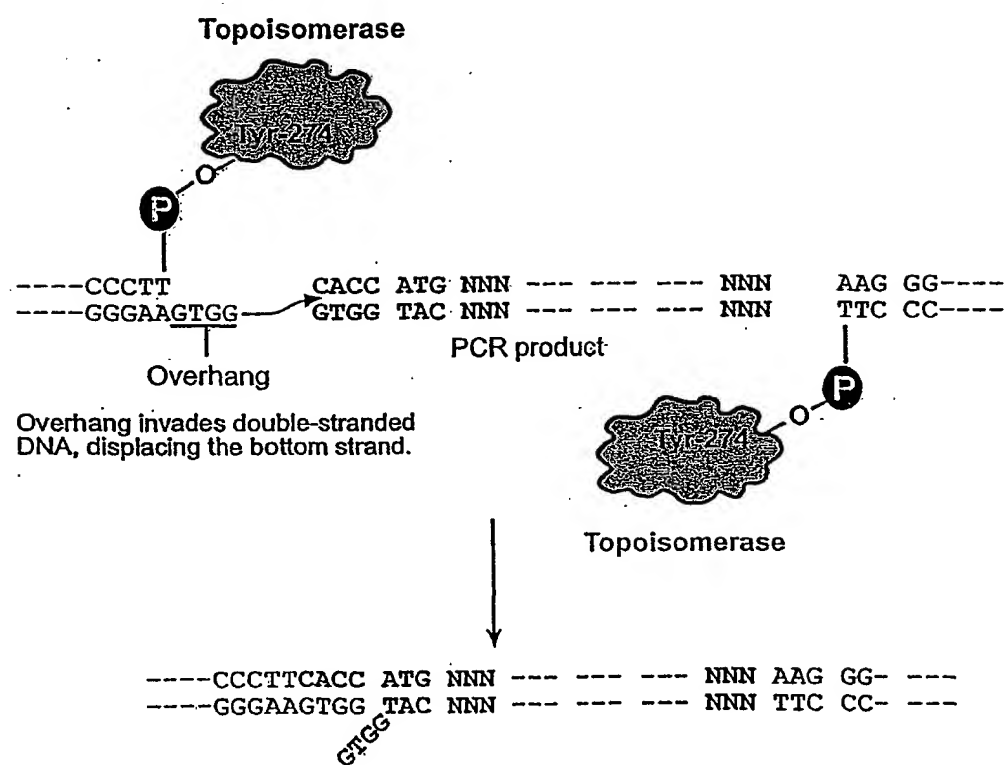 Topoisomerase
Tyr-274
O
P
----CCCTT CACC ATG NNN --- --- --- --- NNN AAG GG----
----GGGAAGTGG GTGG TAC NNN --- --- --- --- NNN TTC CC----
PCR product
Overhang
P
O
Overhang invades double-stranded
DNA, displacing the bottom strand.
Tyr-274
Topoisomerase
----CCCTTCACC ATG NNN --- --- --- --- NNN AAG GG- ---
----GGGAAGTGG TAC NNN --- --- --- --- NNN TTC CC- ---
GTGG